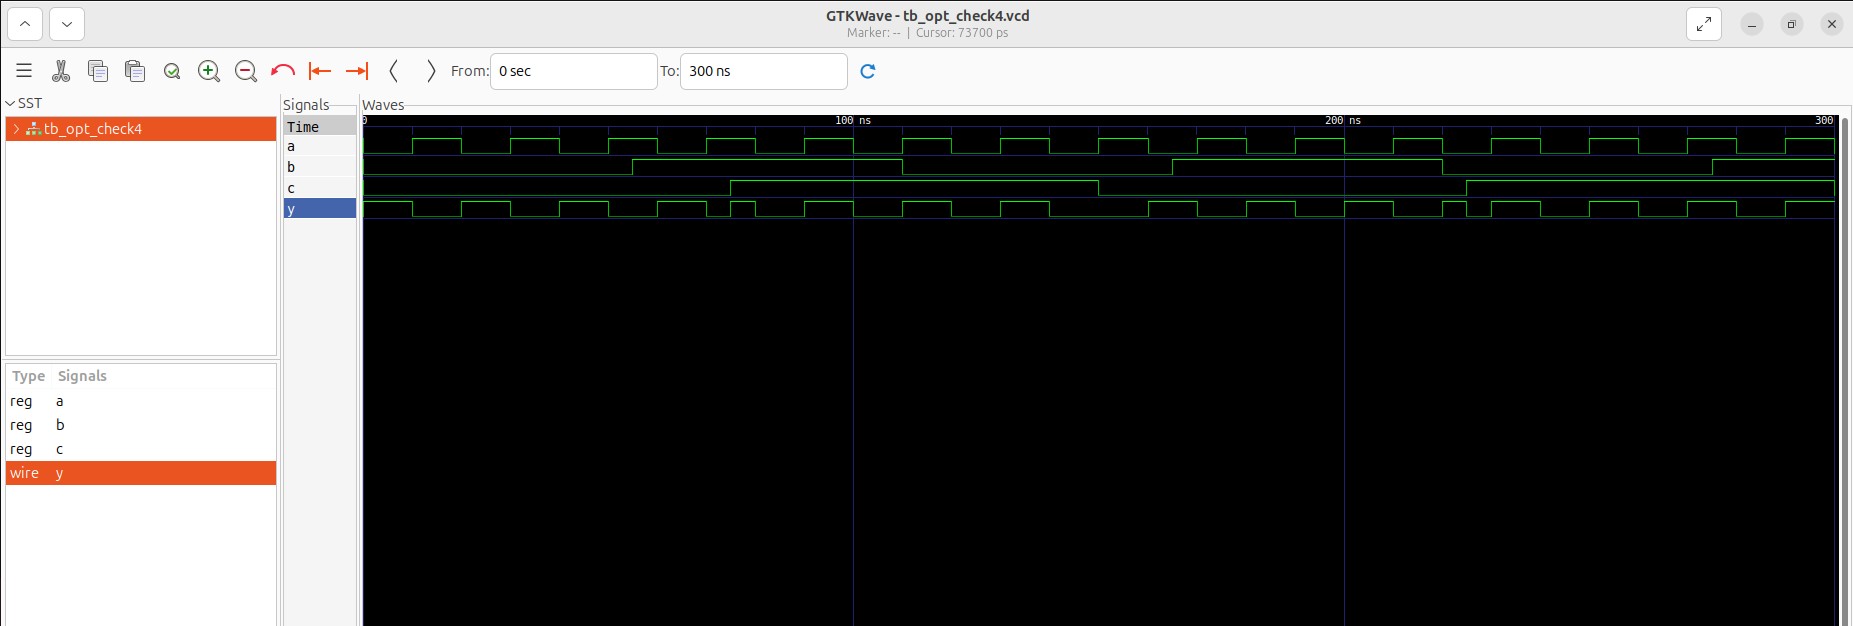 GTKWave - tb_opt_check4.vcd
Marker: -- | Cursor: 73700 ps
From: 0 sec To: 300 ns
SST
tb_opt_check4
Type Signals
reg a
reg b
reg c
wire y
Signals
Time
a
b
c
y
Waves
0 100 ns 200 ns 300